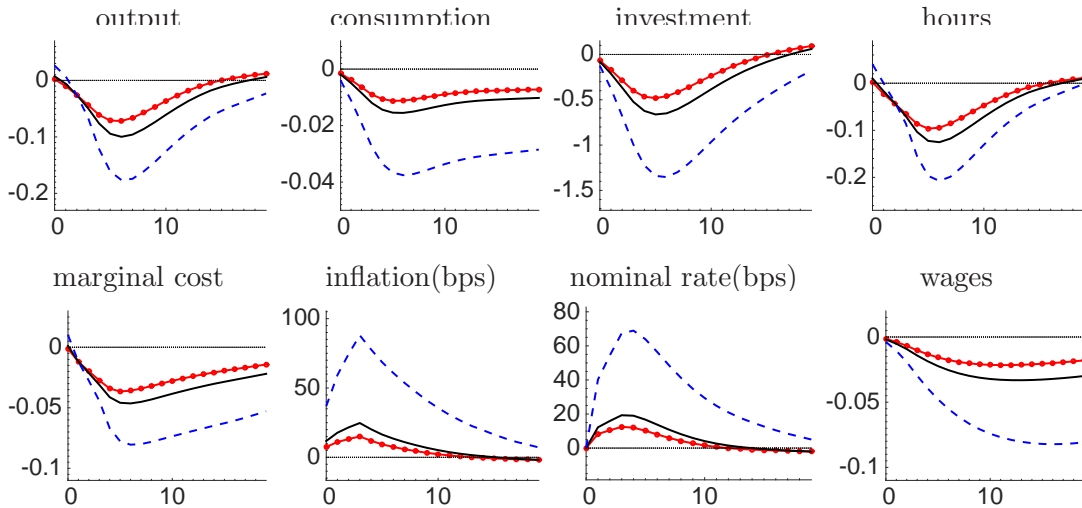 output consumption investment hours
0 0 0 0
-0.1 -0.02 -0.5 -0.1
-0.2 -0.04 -1 -0.2
-1.5
0 10 0 10 0 10 0 10
marginal cost inflation(bps) nominal rate(bps) wages
0 100 80 0
-0.05 50 60 -0.05
-0.1 0 40 -0.1
20
0
0 10 0 10 0 10 0 10